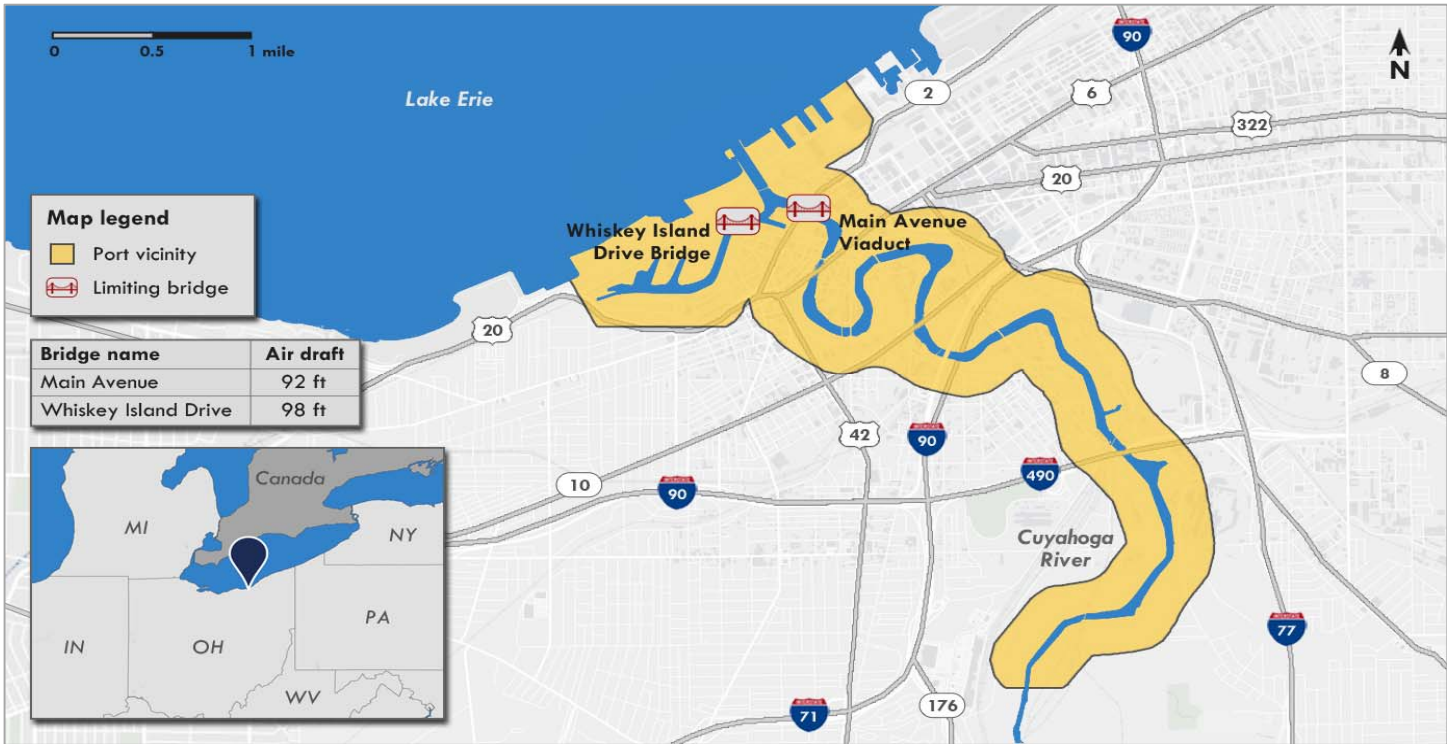 0 0.5 1 mile
Lake Erie
N
90
2
6
322
20
Map legend
Port vicinity
Limiting bridge
Whiskey Island
Drive Bridge
Main Avenue
Viaduct
20
Bridge name Air draft
Main Avenue 92 ft
Whiskey Island Drive 98 ft
8
42
90
490
10
90
Cuyahoga
River
77
176
71
Canada
MI
NY
PA
IN
OH
WV